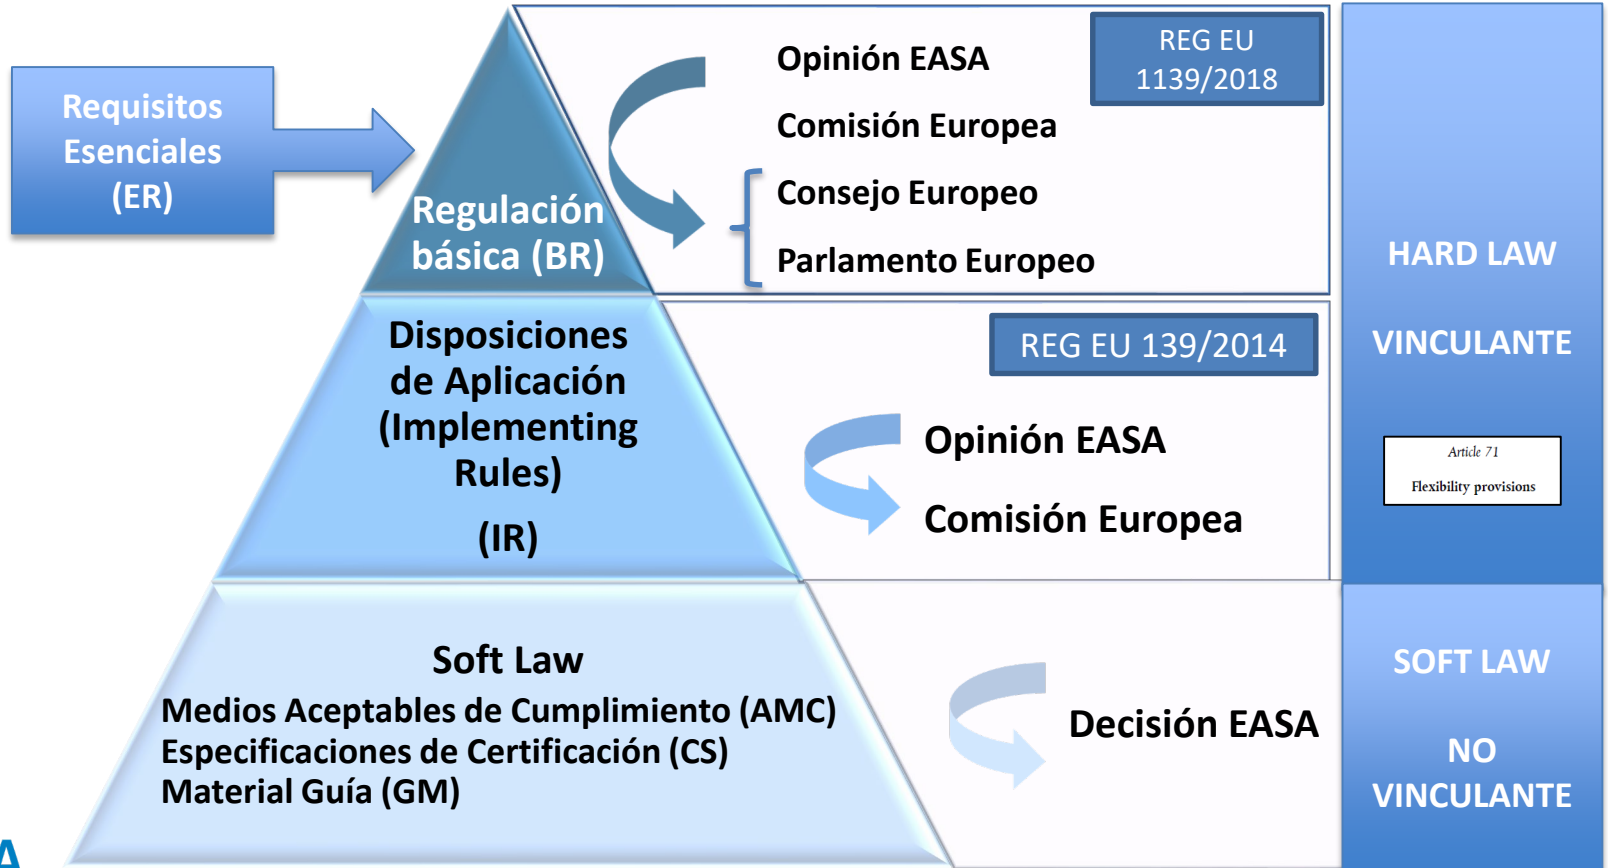 Requisitos
Esenciales
(ER)
Regulación
básica (BR)
Opinión EASA
Comisión Europea
Consejo Europeo
Parlamento Europeo
REG EU
1139/2018
Disposiciones
de Aplicación
(Implementing
Rules)
(IR)
REG EU 139/2014
Opinión EASA
Comisión Europea
HARD LAW
VINCULANTE
Article 71
Flexibility provisions
Soft Law
Medios Aceptables de Cumplimiento (AMC)
Especificaciones de Certificación (CS)
Material Guía (GM)
Decisión EASA
SOFT LAW
NO
VINCULANTE